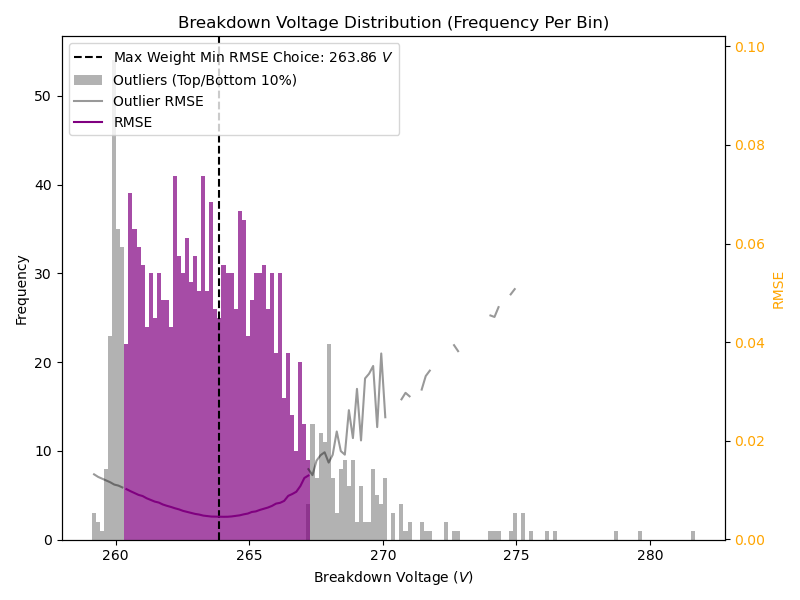 Breakdown Voltage Distribution (Frequency Per Bin)
Max Weight Min RMSE Choice: 263.86 V
Outliers (Top/Bottom 10%)
Outlier RMSE
RMSE
Frequency
50
40
30
20
10
0
0.10
0.08
0.06
0.04
0.02
0.00
RMSE
260
265
270
275
280
Breakdown Voltage (V)